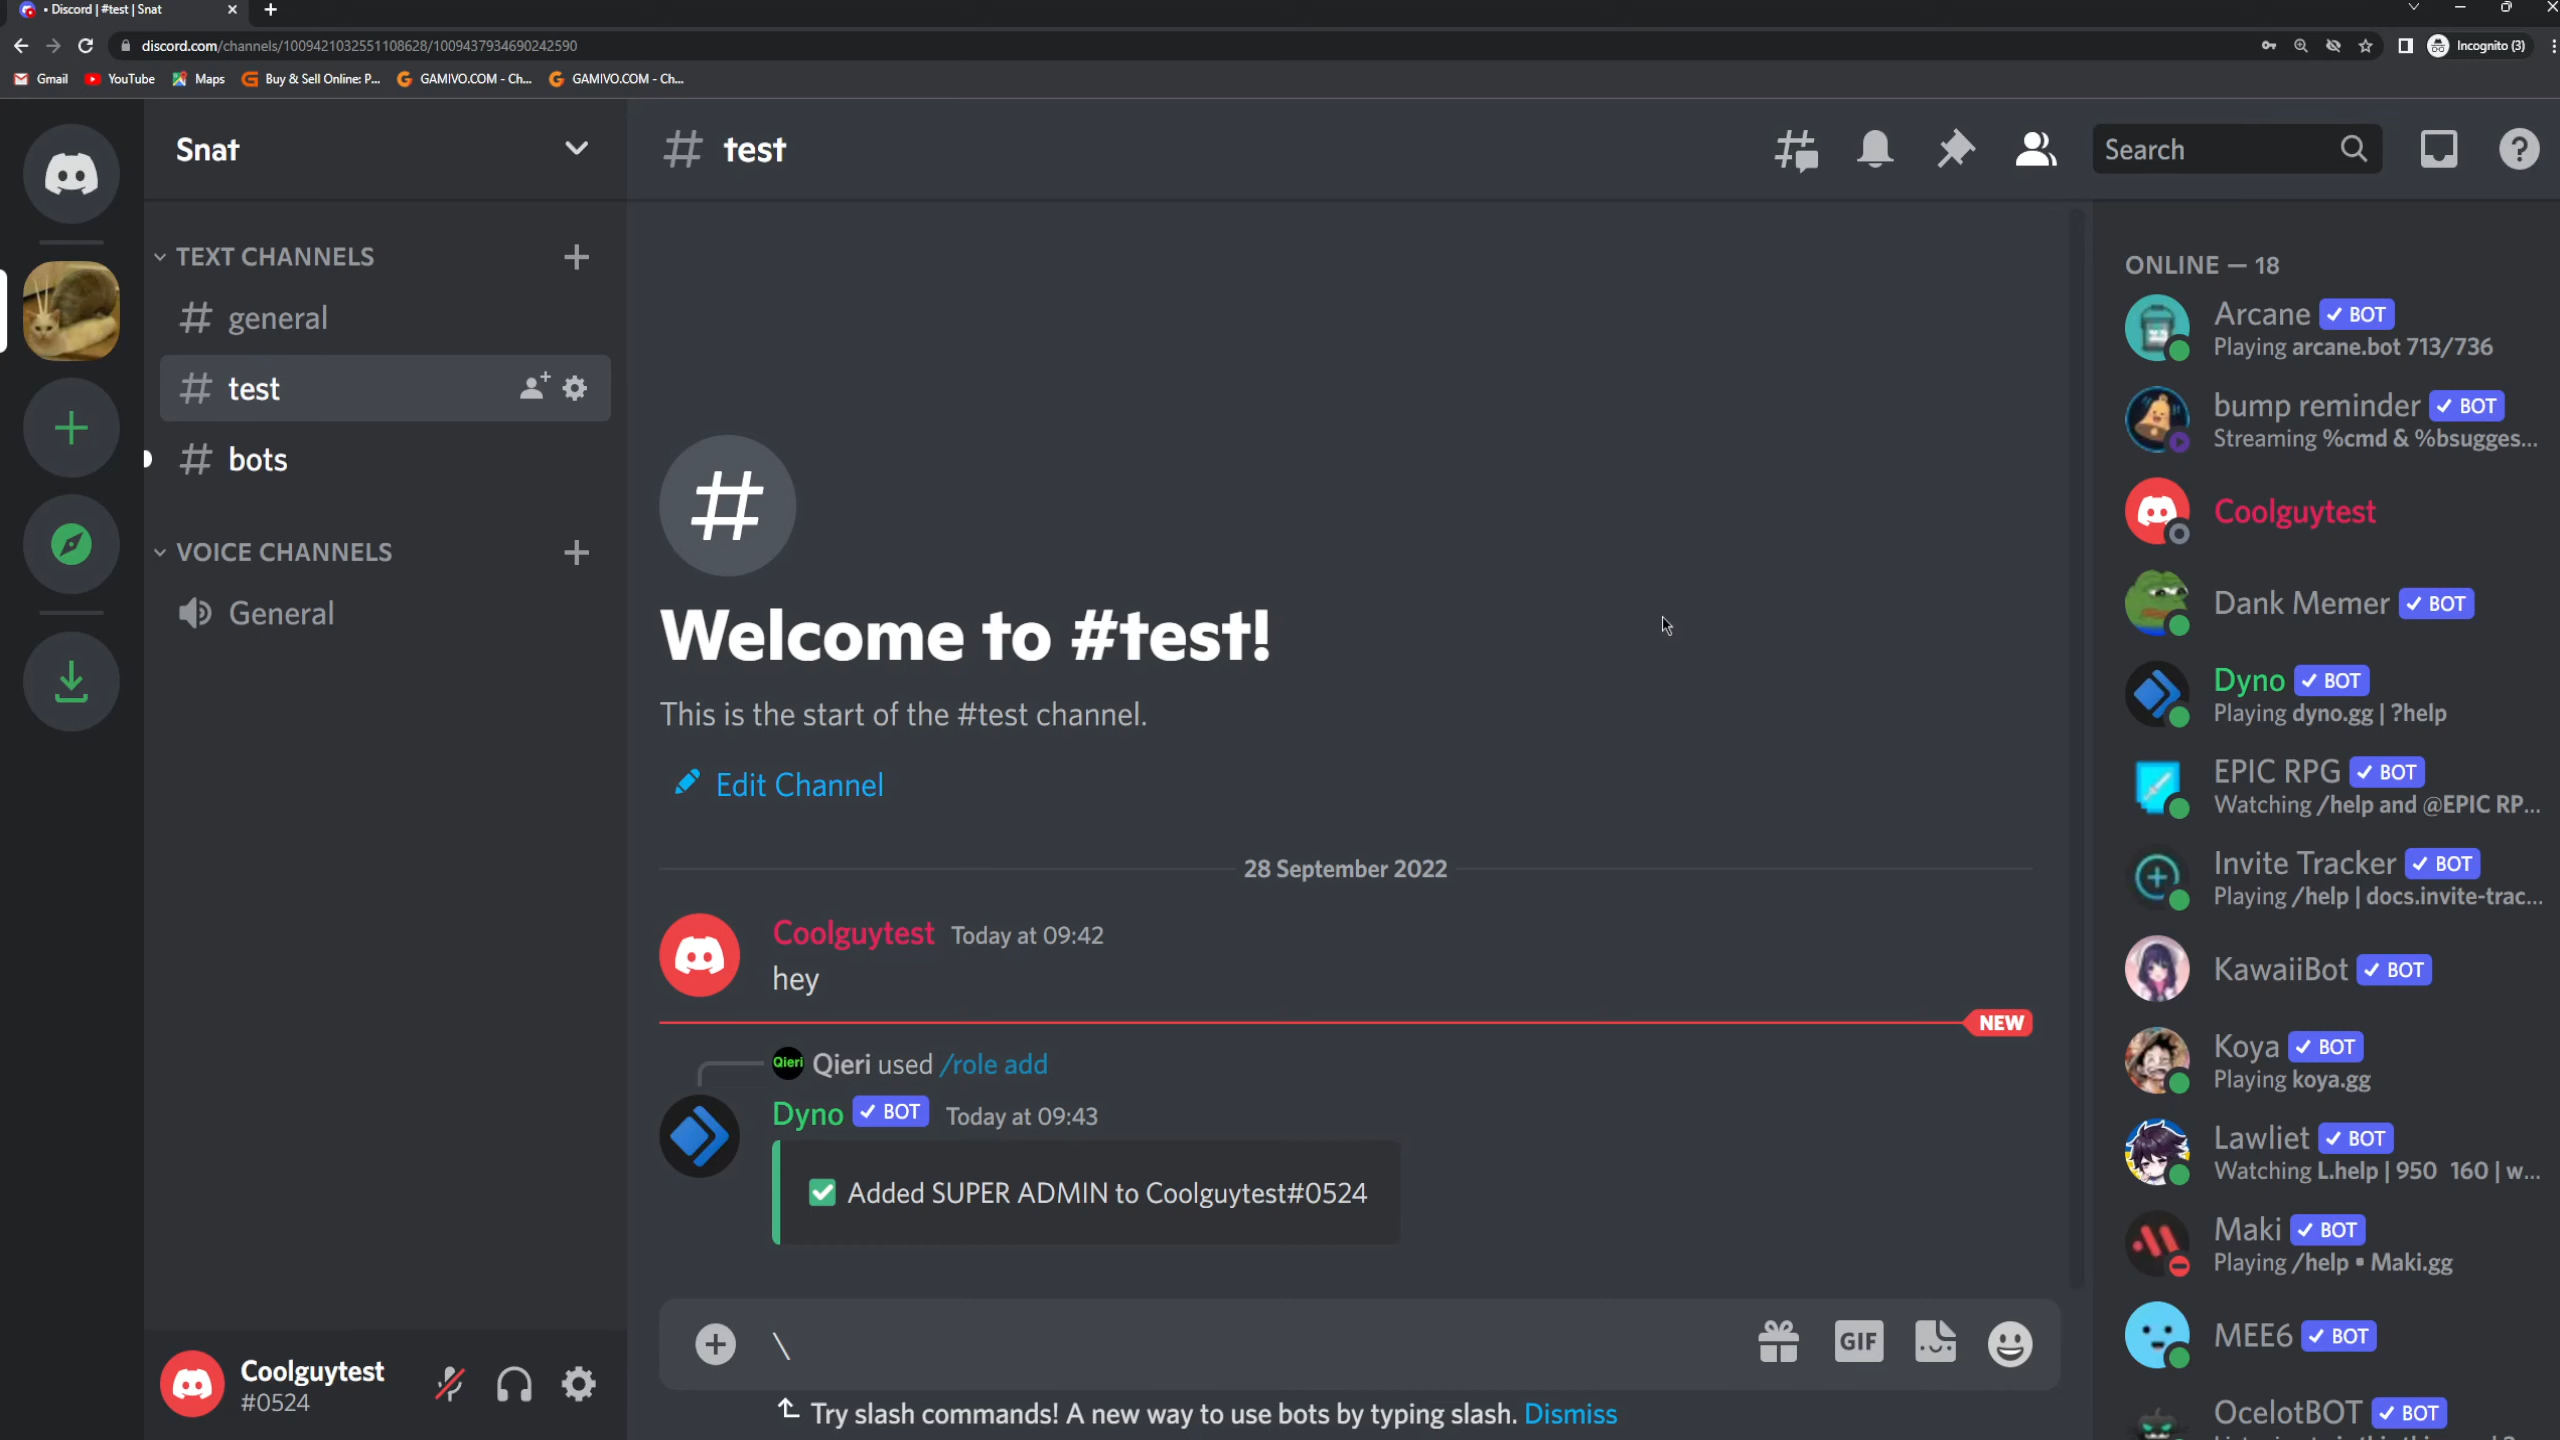 • Discord | #test | Snat
discord.com/channels/1009421032551108628/1009437934690242590
Incognito (3)
Gmail
YouTube
Maps
Buy & Sell Online: P...
GAMIVO.COM - Ch...
GAMIVO.COM - Ch...
Snat
TEXT CHANNELS
# general
# test
# bots
VOICE CHANNELS
General
Coolguytest
#0524
# test
Search
#
Welcome to #test!
This is the start of the #test channel.
Edit Channel
28 September 2022
Coolguytest Today at 09:42
hey
NEW
Qieri Qieri used /role add
Dyno ✓ BOT Today at 09:43
Added SUPER ADMIN to Coolguytest#0524
\
GIF
Try slash commands! A new way to use bots by typing slash. Dismiss
ONLINE — 18
Arcane ✓ BOT
Playing arcane.bot 713/736
bump reminder ✓ BOT
Streaming %cmd & %bsugges...
Coolguytest
Dank Memer ✓ BOT
Dyno ✓ BOT
Playing dyno.gg | ?help
EPIC RPG ✓ BOT
Watching /help and @EPIC RP...
Invite Tracker ✓ BOT
Playing /help | docs.invite-trac...
KawaiiBot ✓ BOT
Koya ✓ BOT
Playing koya.gg
Lawliet ✓ BOT
Watching L.help | 950 160 | w...
Maki ✓ BOT
Playing /help • Maki.gg
MEE6 ✓ BOT
OcelotBOT ✓ BOT